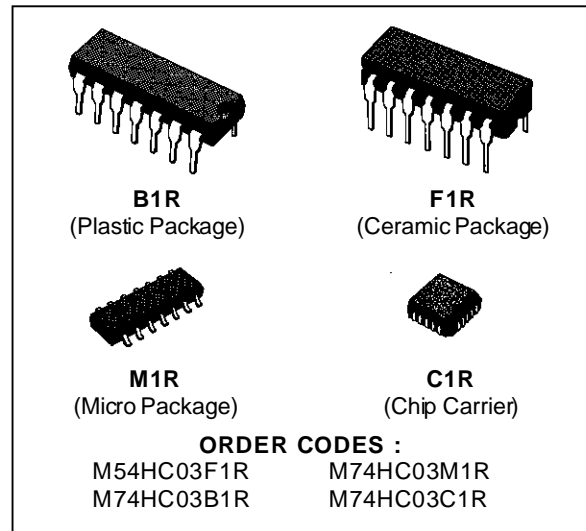 B1R
(Plastic Package)
F1R
(Ceramic Package)
M1R
(Micro Package)
C1R
(Chip Carrier)
ORDER CODES :
M54HC03F1R M74HC03M1R
M74HC03B1R M74HC03C1R